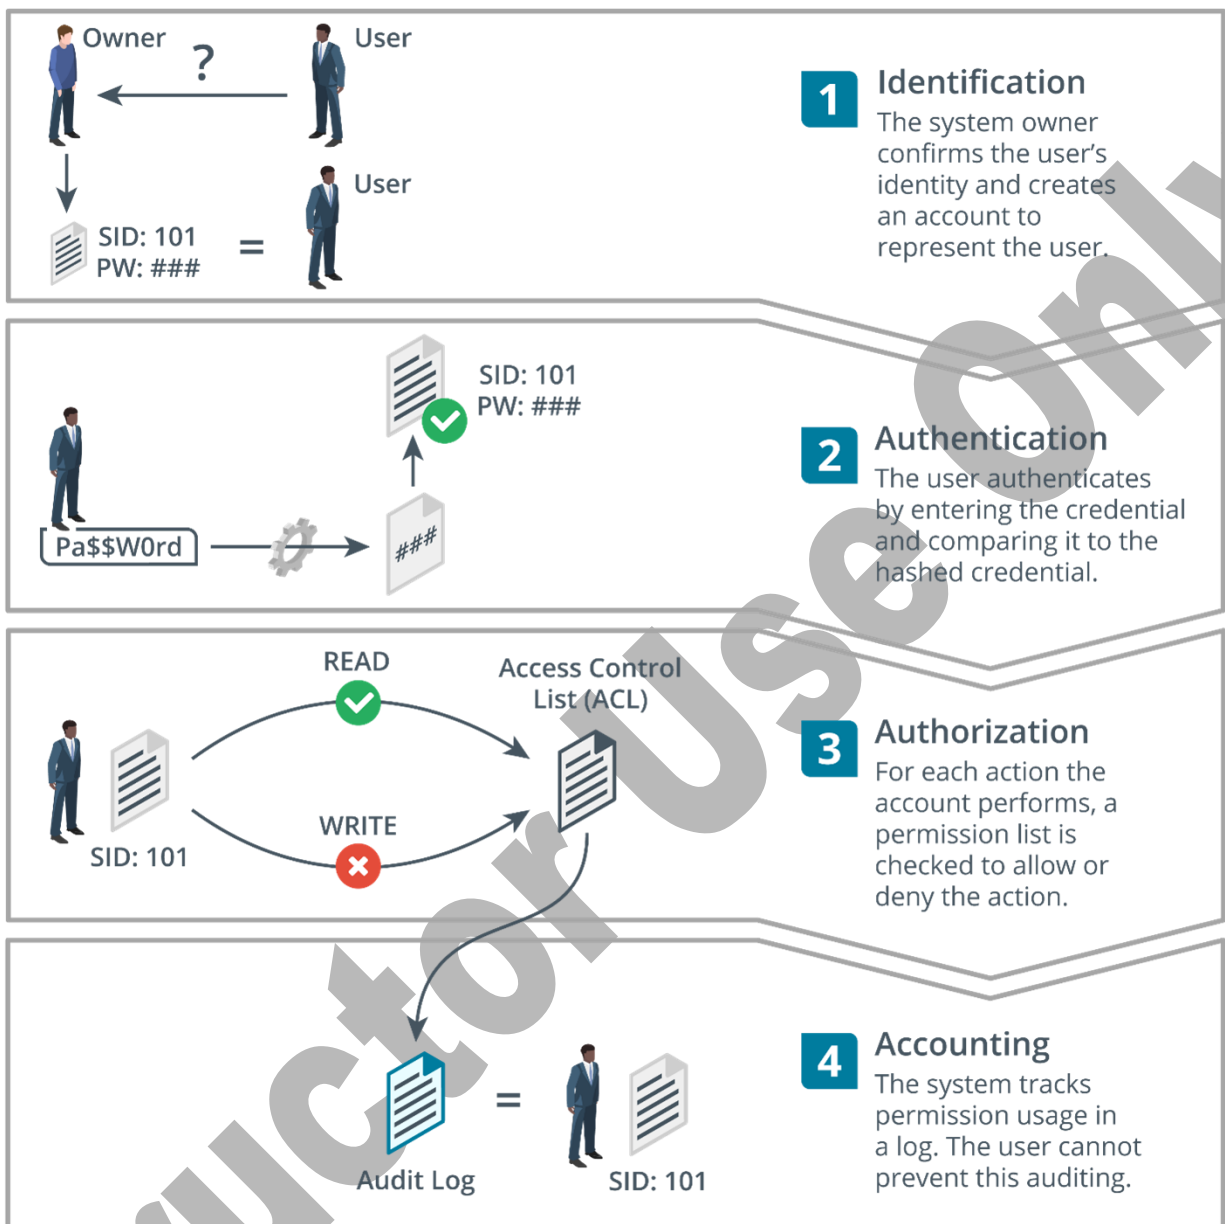 Owner
?
User
User
SID: 101
PW: ###
=
1
Identification
The system owner
confirms the user's
identity and creates
an account to
represent the user.
SID: 101
PW: ###
Pa$$W0rd
###
2
Authentication
The user authenticates
by entering the credential
and comparing it to the
hashed credential.
READ
Access Control
List (ACL)
WRITE
SID: 101
3
Authorization
For each action the
account performs, a
permission list is
checked to allow or
deny the action.
Audit Log
=
SID: 101
4
Accounting
The system tracks
permission usage in
a log. The user cannot
prevent this auditing.
ructor Use Only